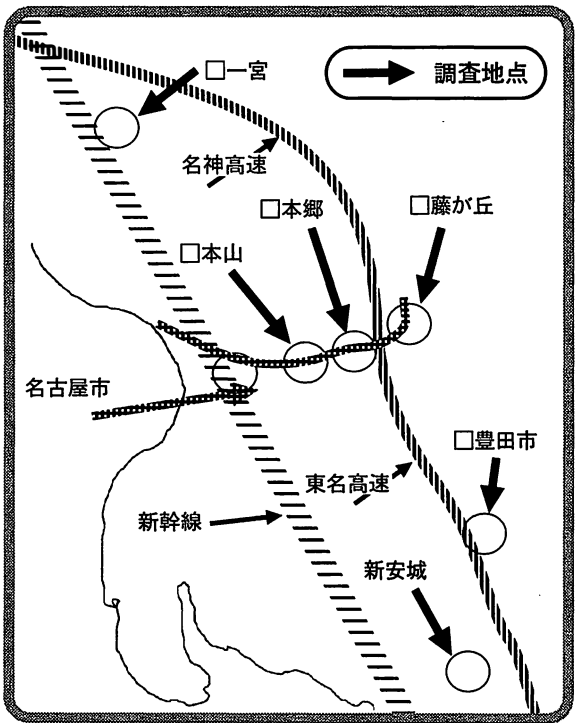 □一宮
調査地点
名神高速
□本郷
□藤が丘
□本山
名古屋市
□豊田市
東名高速
新幹線
新安城